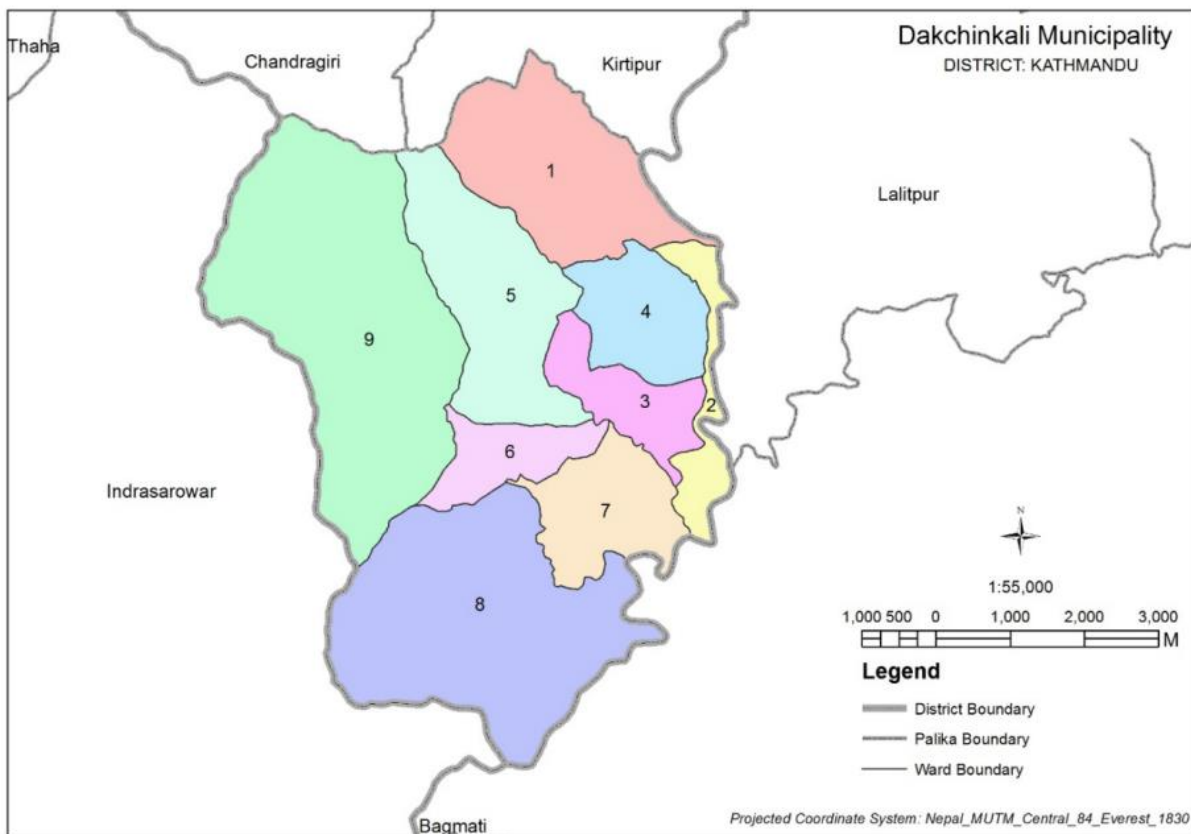 Dakchinkali Municipality
DISTRICT: KATHMANDU
Thaha
Chandragiri
Kirtipur
Lalitpur
Indrasarowar
Bagmati
1
5
4
9
3
2
6
7
8
N
1:55,000
1,000 500 0 1,000 2,000 3,000
M
Legend
District Boundary
Palika Boundary
Ward Boundary
Projected Coordinate System: Nepal_MUTM_Central_84_Everest_1830